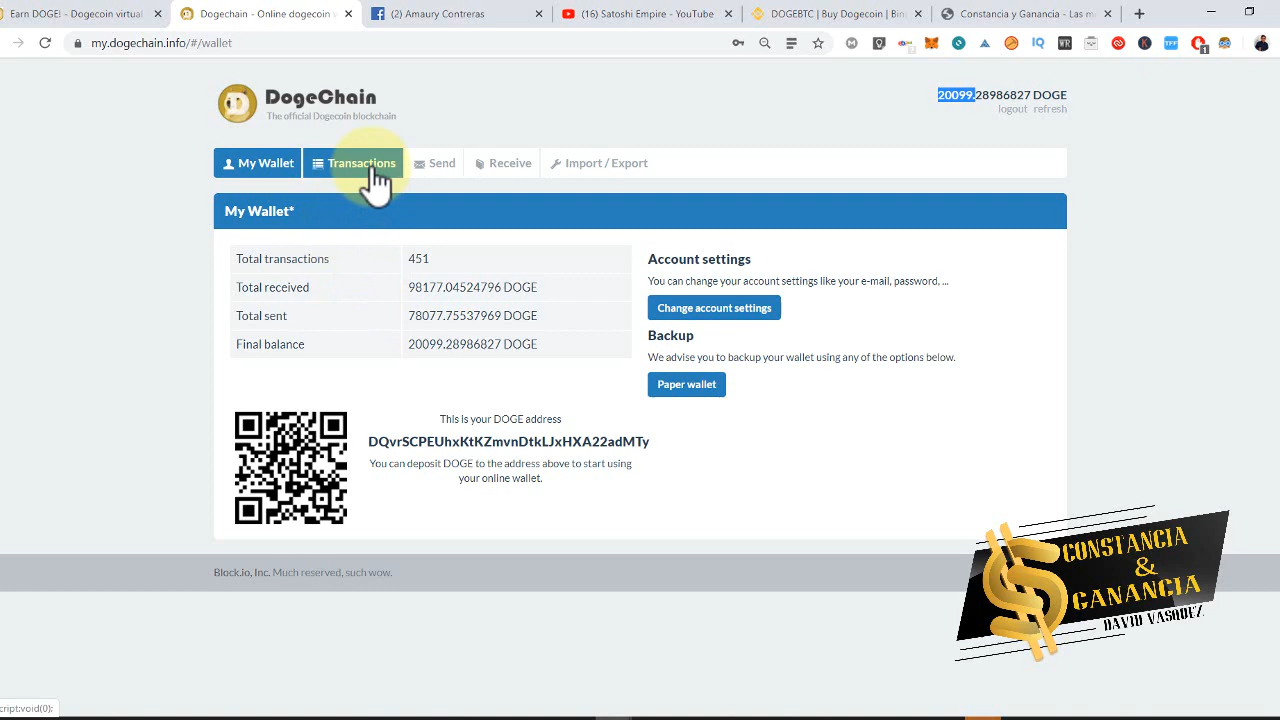 Earn DOGE! - Dogecoin virtual
Dogechain - Online dogecoin w
(2) Amaury Contreras
(16) Satoshi Empire - YouTube
DOGEBTC | Buy Dogecoin | Bin
Constancia y Ganancia - Las m
my.dogechain.info/#/wallet
DogeChain
The official Dogecoin blockchain
20099.28986827 DOGE
logout refresh
My Wallet Transactions Send Receive Import / Export
My Wallet*
Total transactions 451
Total received 98177.04524796 DOGE
Total sent 78077.75537969 DOGE
Final balance 20099.28986827 DOGE
Account settings
You can change your account settings like your e-mail, password, ...
Change account settings
Backup
We advise you to backup your wallet using any of the options below.
Paper wallet
This is your DOGE address
DQvrSCPEUhxKtKZmvnDtkLJxHXA22adMTy
You can deposit DOGE to the address above to start using
your online wallet.
Block.io, Inc. Much reserved, such wow.
CONSTANCIA
&
GANANCIA
DAVID VASQUEZ
script:void(0);